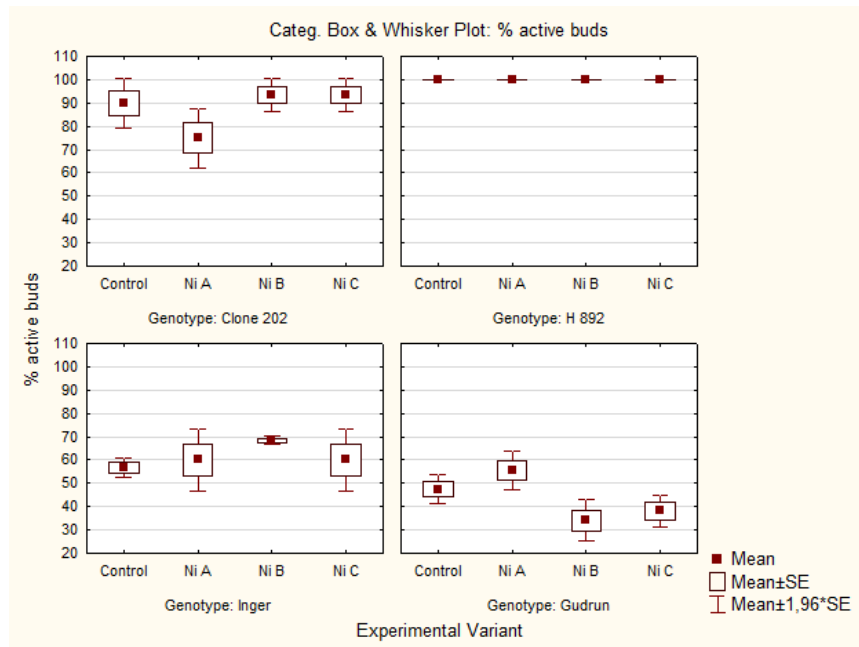 Categ. Box & Whisker Plot: % active buds
% active buds
110
100
90
80
70
60
50
40
30
20
Control Ni A Ni B Ni C
Genotype: Clone 202
Control Ni A Ni B Ni C
Genotype: H 892
110
100
90
80
70
60
50
40
30
20
Control Ni A Ni B Ni C
Genotype: Inger
Control Ni A Ni B Ni C
Genotype: Gudrun
Experimental Variant
Mean
Mean±SE
Mean±1,96*SE